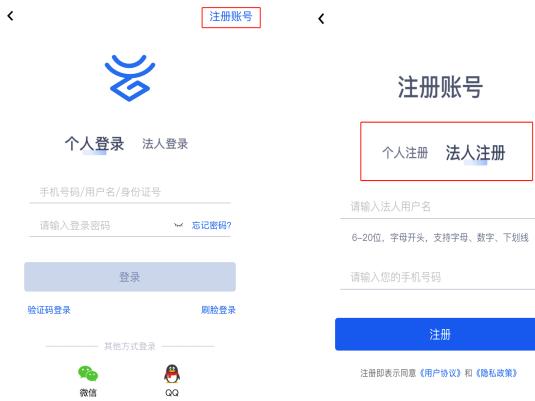 注册账号
个人登录 法人登录
手机号码/用户名/身份证号
请输入登录密码 忘记密码?
登录
验证码登录 刷脸登录
其他方式登录
微信 QQ
注册账号
个人注册 法人注册
请输入法人用户名
6-20位，字母开头，支持字母、数字、下划线
请输入您的手机号码
注册
注册即表示同意《用户协议》和《隐私政策》